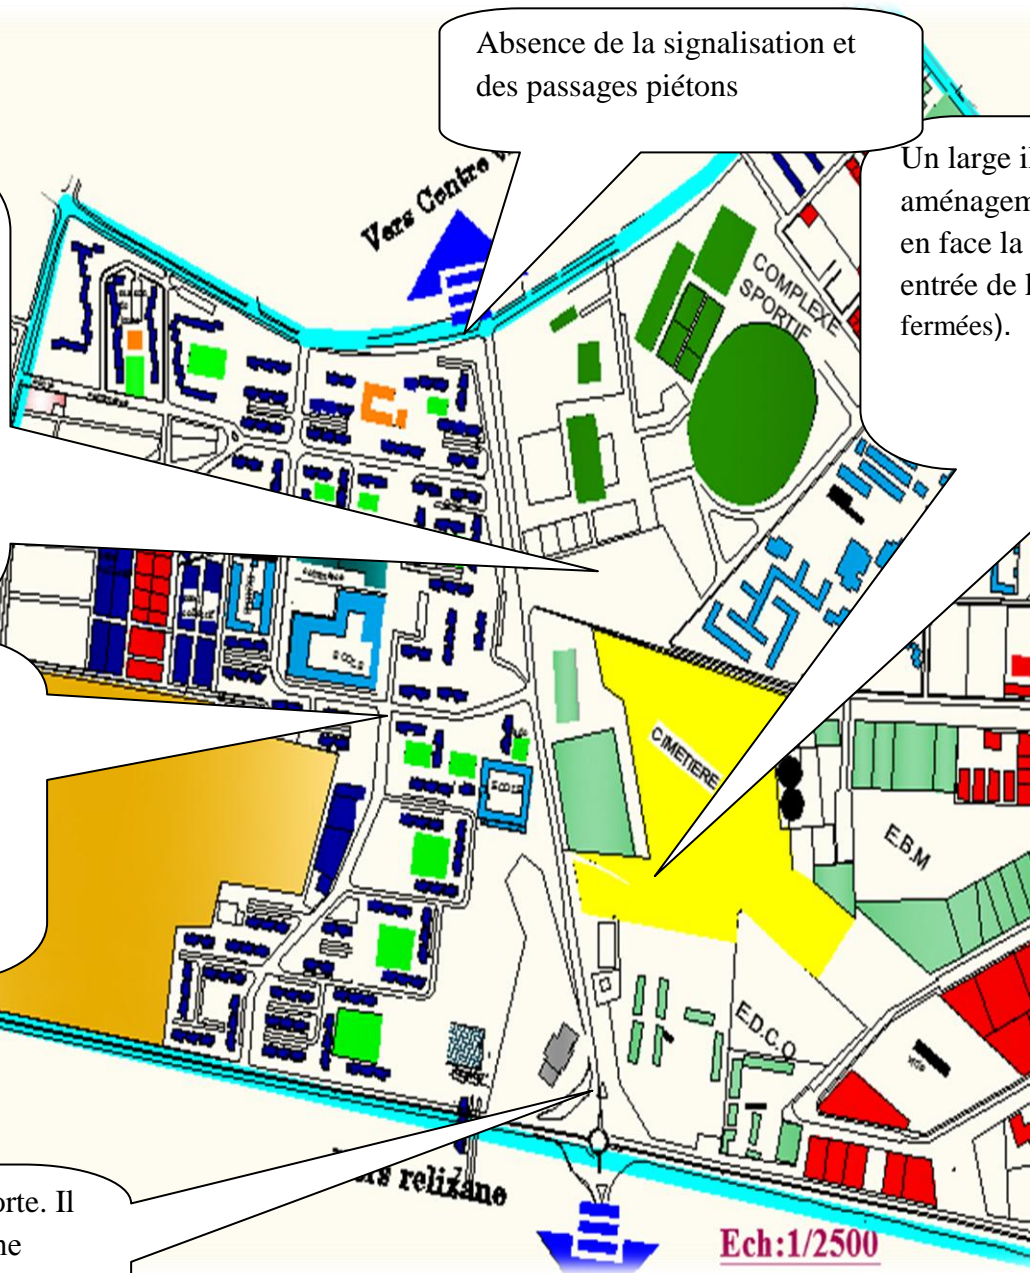 Absence de la signalisation et
des passages piétons
Un large
aménagem
en face la
entrée de l
fermées).
Vers Centre
COMPLEXE
SPORTIF
ECOLE
CIMETIERE
ECOLE
E.B.M
E.D.C.O
orte. Il
ne
relizane
Ech:1/2500